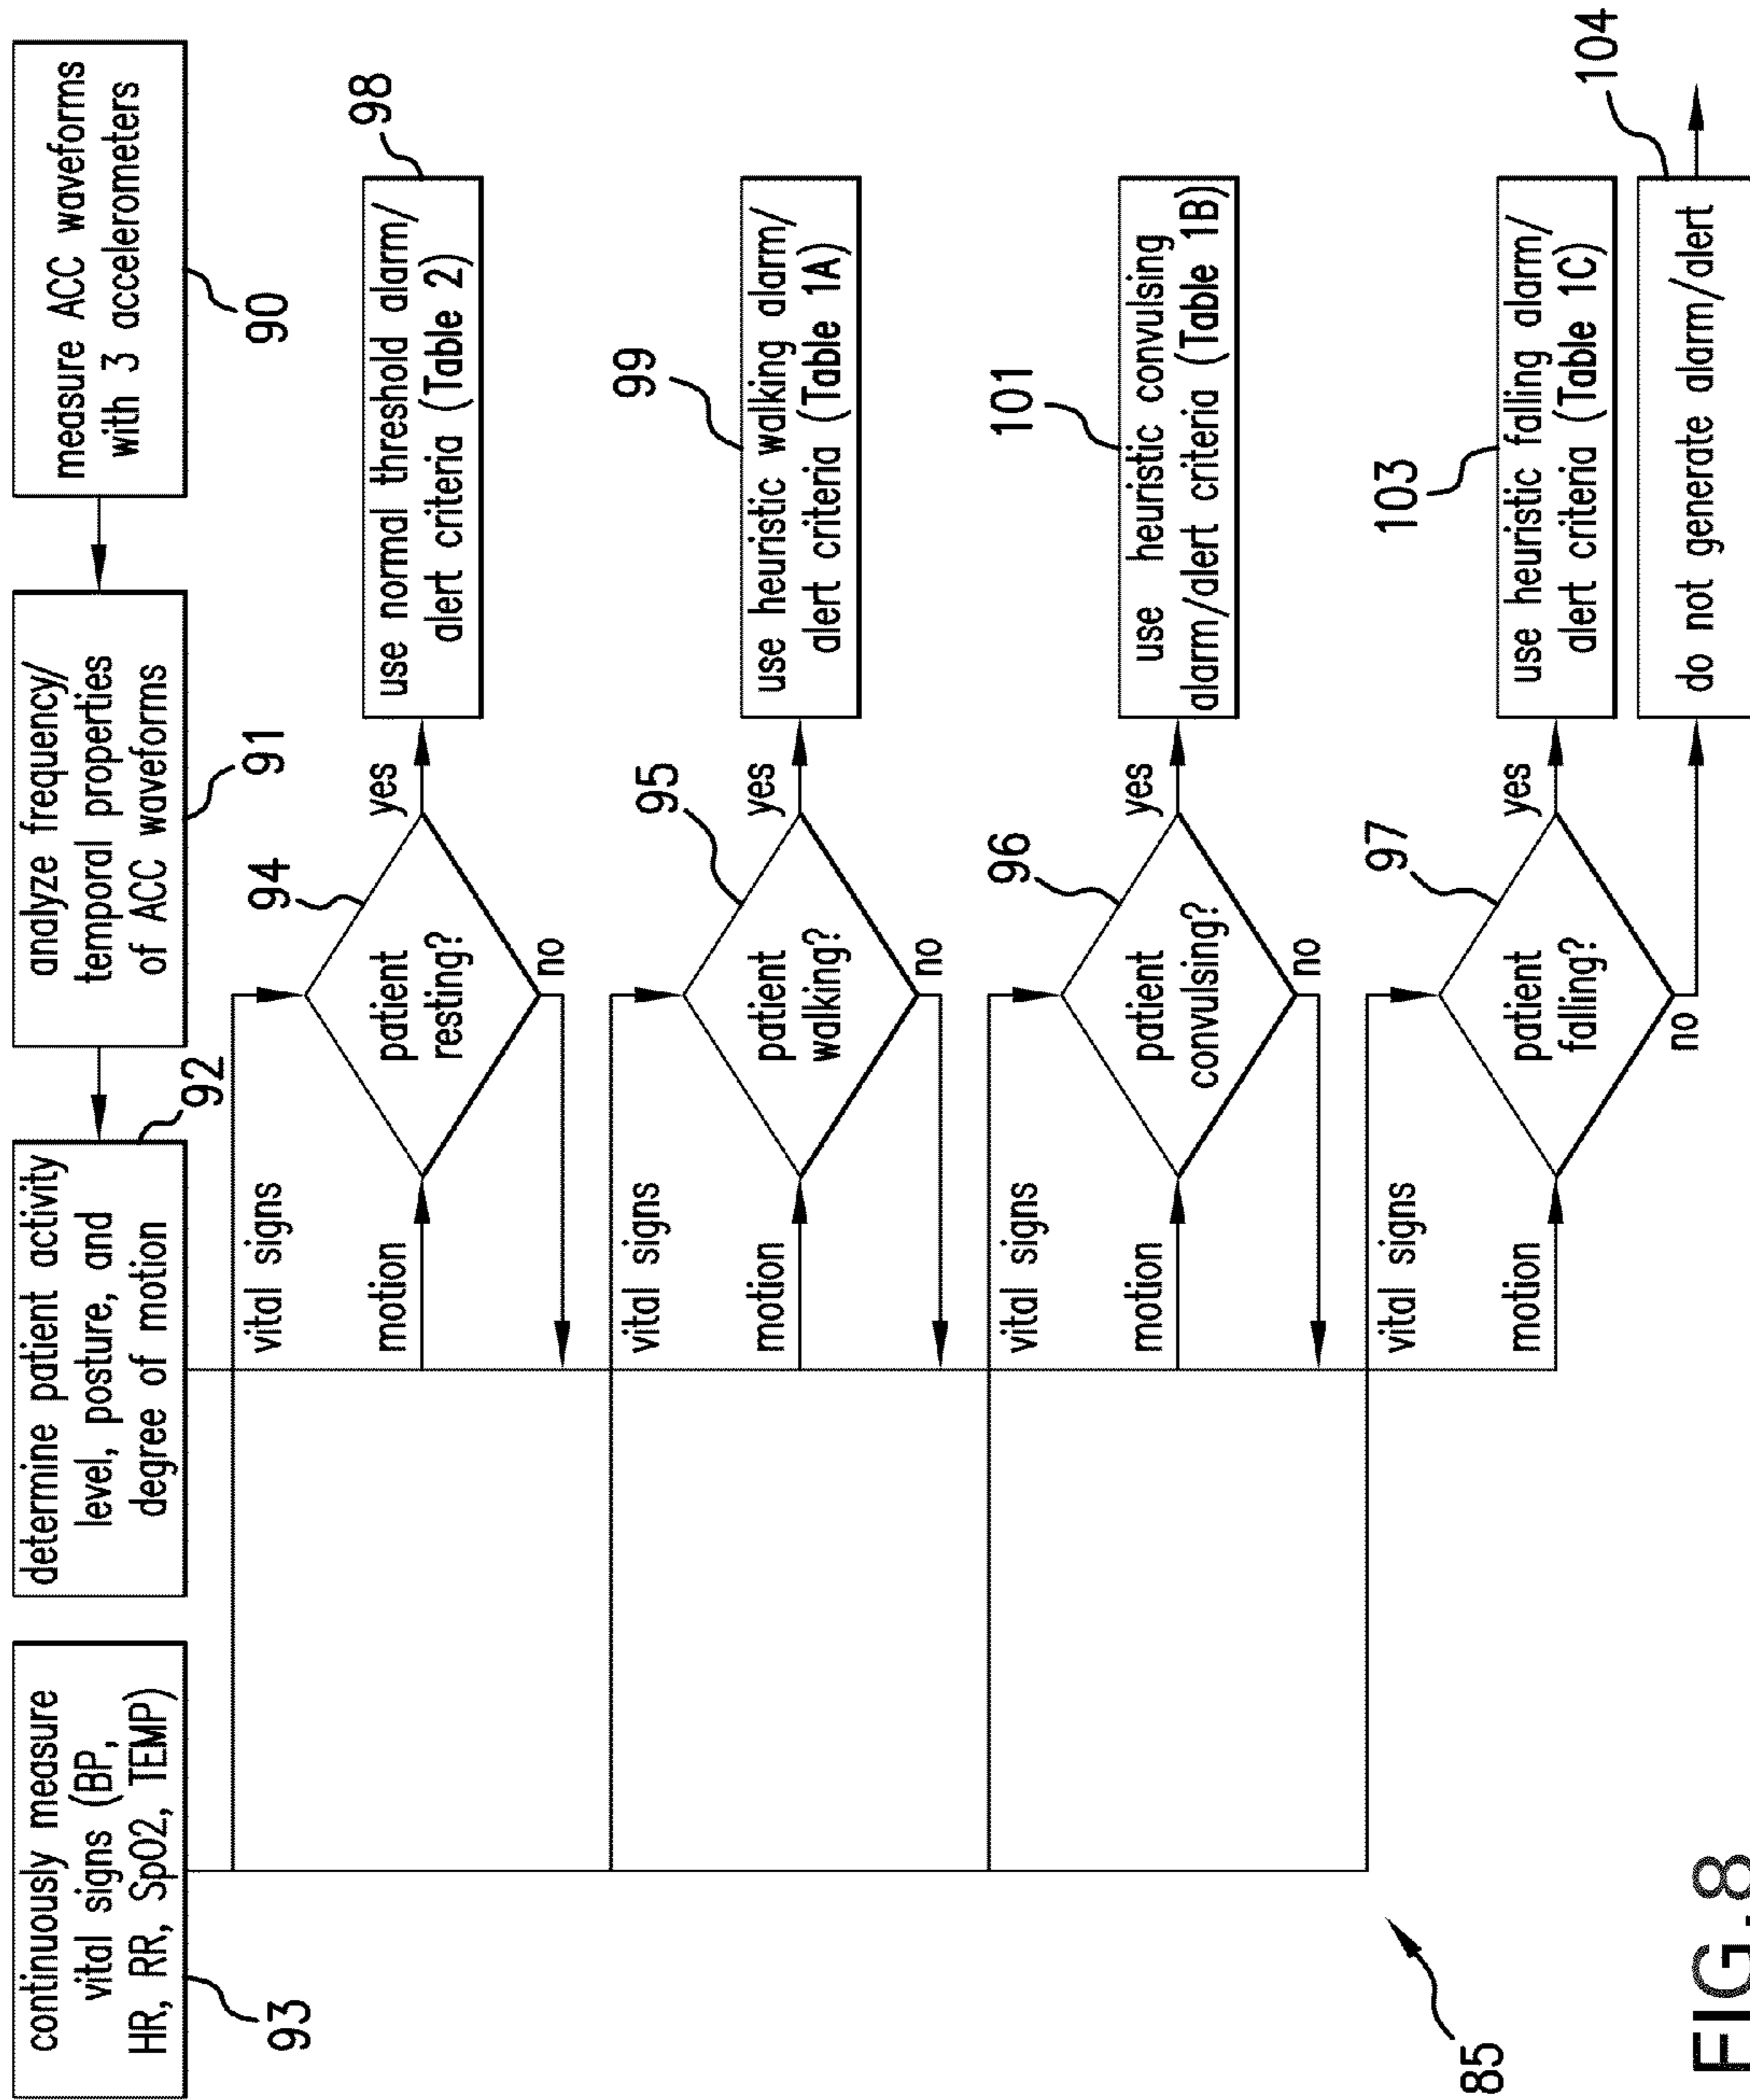 continuously measure
vital signs (BP,
HR, RR, SpO2, TEMP)
93
determine patient activity
level, posture, and
degree of motion
92
analyze frequency/
temporal properties
of ACC waveforms
91
measure ACC waveforms
with 3 accelerometers
90
vital signs
motion
patient
resting?
94
yes
no
use normal threshold alarm/
alert criteria (Table 2)
98
vital signs
motion
patient
walking?
95
yes
no
use heuristic walking alarm/
alert criteria (Table 1A)
99
vital signs
motion
patient
convulsing?
96
yes
no
use heuristic convulsing
alarm/alert criteria (Table 1B)
101
vital signs
motion
patient
falling?
97
yes
no
use heuristic falling alarm/
alert criteria (Table 1C)
103
do not generate alarm/alert
104
85
FIG.8